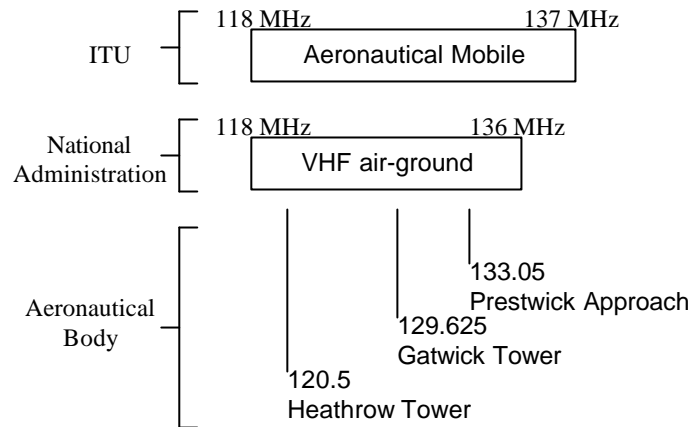 118 MHz 137 MHz
ITU
Aeronautical Mobile
National
Administration
118 MHz 136 MHz
VHF air-ground
Aeronautical
Body
133.05
Prestwick Approach
129.625
Gatwick Tower
120.5
Heathrow Tower